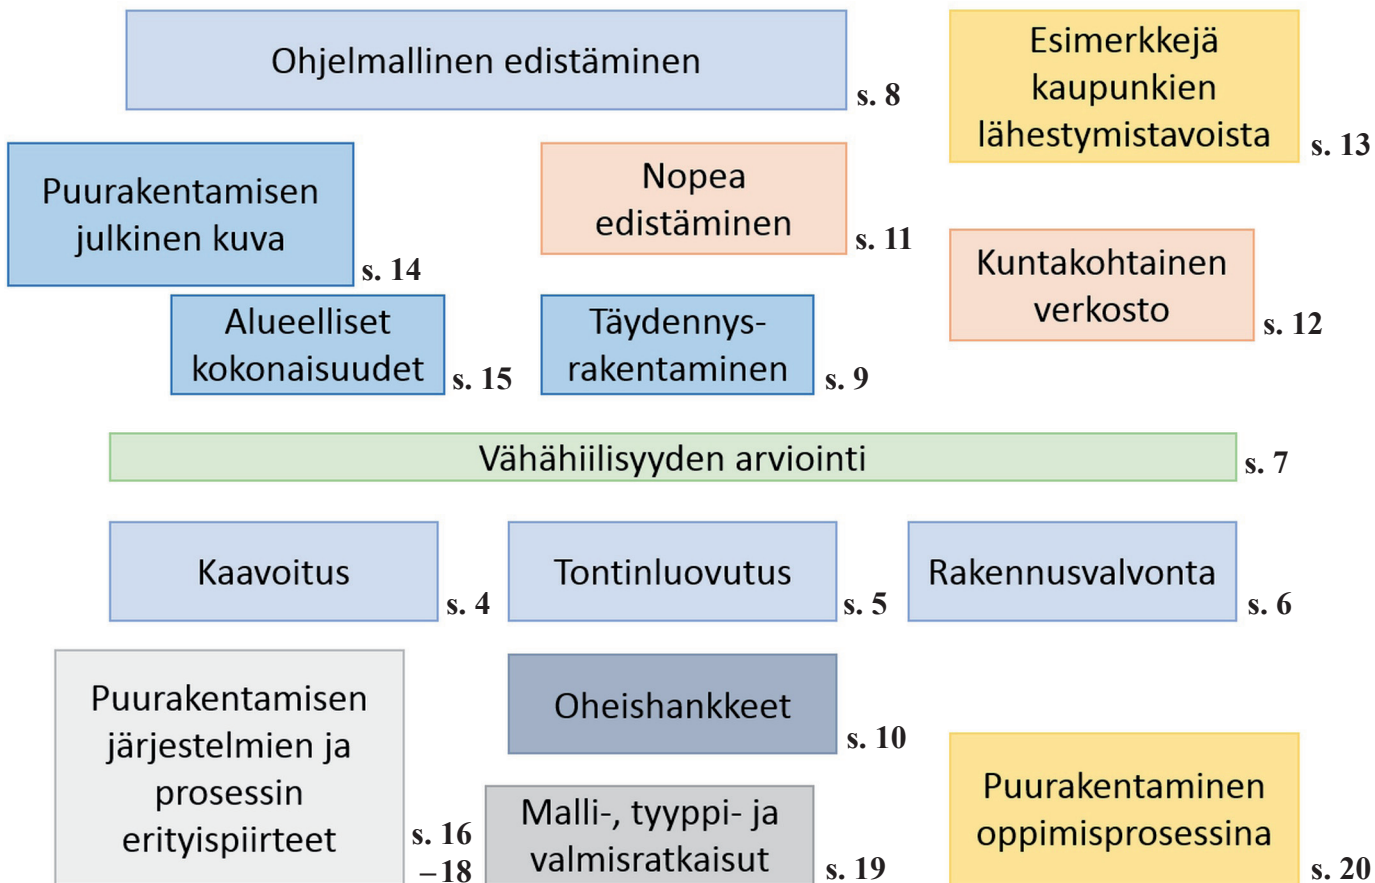 Ohjelmallinen edistäminen
s. 8
Esimerkkejä
kaupunkien
lähestymistavoista
s. 13
Puurakentamisen
julkinen kuva
s. 14
Nopea
edistäminen
s. 11
Kuntakohtainen
verkosto
s. 12
Alueelliset
kokonaisuudet
s. 15
Täydennys-
rakentaminen
s. 9
Vähähiilisyyden arviointi
s. 7
Kaavoitus
s. 4
Tontinluovutus
s. 5
Rakennusvalvonta
s. 6
Puurakentamisen
järjestelmien ja
prosessin
erityispiirteet
s. 16
–18
Oheishankkeet
s. 10
Malli-, tyyppi- ja
valmisratkaisut
s. 19
Puurakentaminen
oppimisprosessina
s. 20